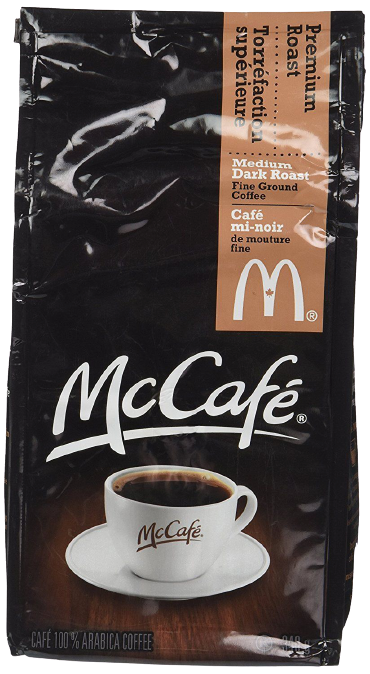 Premium
Roast
Torréfaction
supérieure
Medium
Dark Roast
Fine Ground
Coffee
Café
mi-noir
de mouture
fine
M®
McCafé®
McCafé®
CAFÉ 100% ARABICA COFFEE